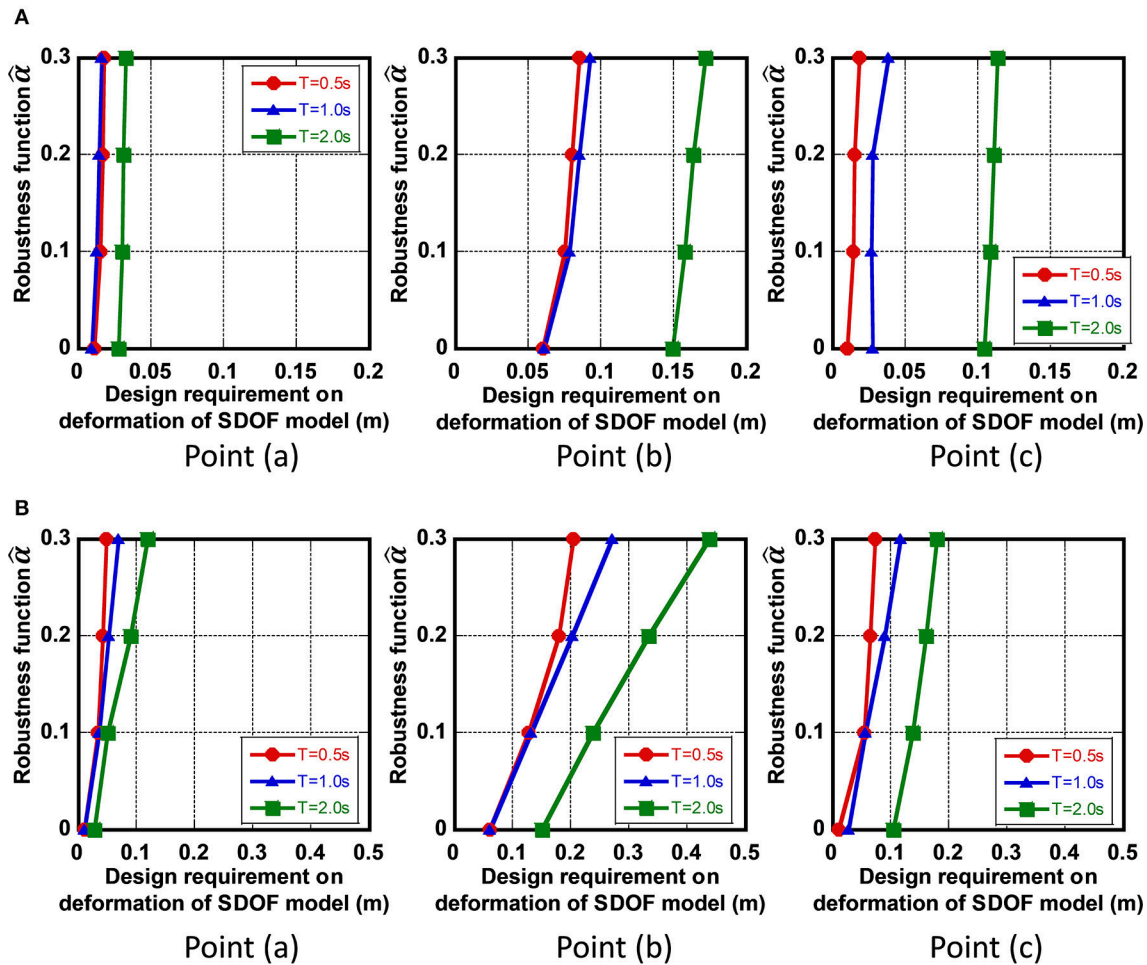 A
Robustness function α̂
0.3
0.2
0.1
0
T=0.5s
T=1.0s
T=2.0s
0 0.05 0.1 0.15 0.2
Design requirement on
deformation of SDOF model (m)
Point (a)
Robustness function α̂
0.3
0.2
0.1
0
0 0.05 0.1 0.15 0.2
Design requirement on
deformation of SDOF model (m)
Point (b)
Robustness function α̂
0.3
0.2
0.1
0
T=0.5s
T=1.0s
T=2.0s
0 0.05 0.1 0.15 0.2
Design requirement on
deformation of SDOF model (m)
Point (c)
B
Robustness function α̂
0.3
0.2
0.1
0
T=0.5s
T=1.0s
T=2.0s
0 0.1 0.2 0.3 0.4 0.5
Design requirement on
deformation of SDOF model (m)
Point (a)
Robustness function α̂
0.3
0.2
0.1
0
T=0.5s
T=1.0s
T=2.0s
0 0.1 0.2 0.3 0.4 0.5
Design requirement on
deformation of SDOF model (m)
Point (b)
Robustness function α̂
0.3
0.2
0.1
0
T=0.5s
T=1.0s
T=2.0s
0 0.1 0.2 0.3 0.4 0.5
Design requirement on
deformation of SDOF model (m)
Point (c)